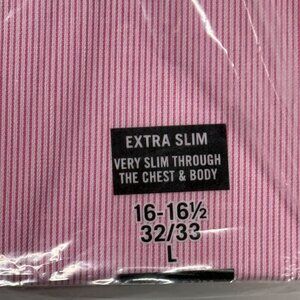 EXTRA SLIM
VERY SLIM THROUGH
THE CHEST & BODY
16-16½
32/33
L